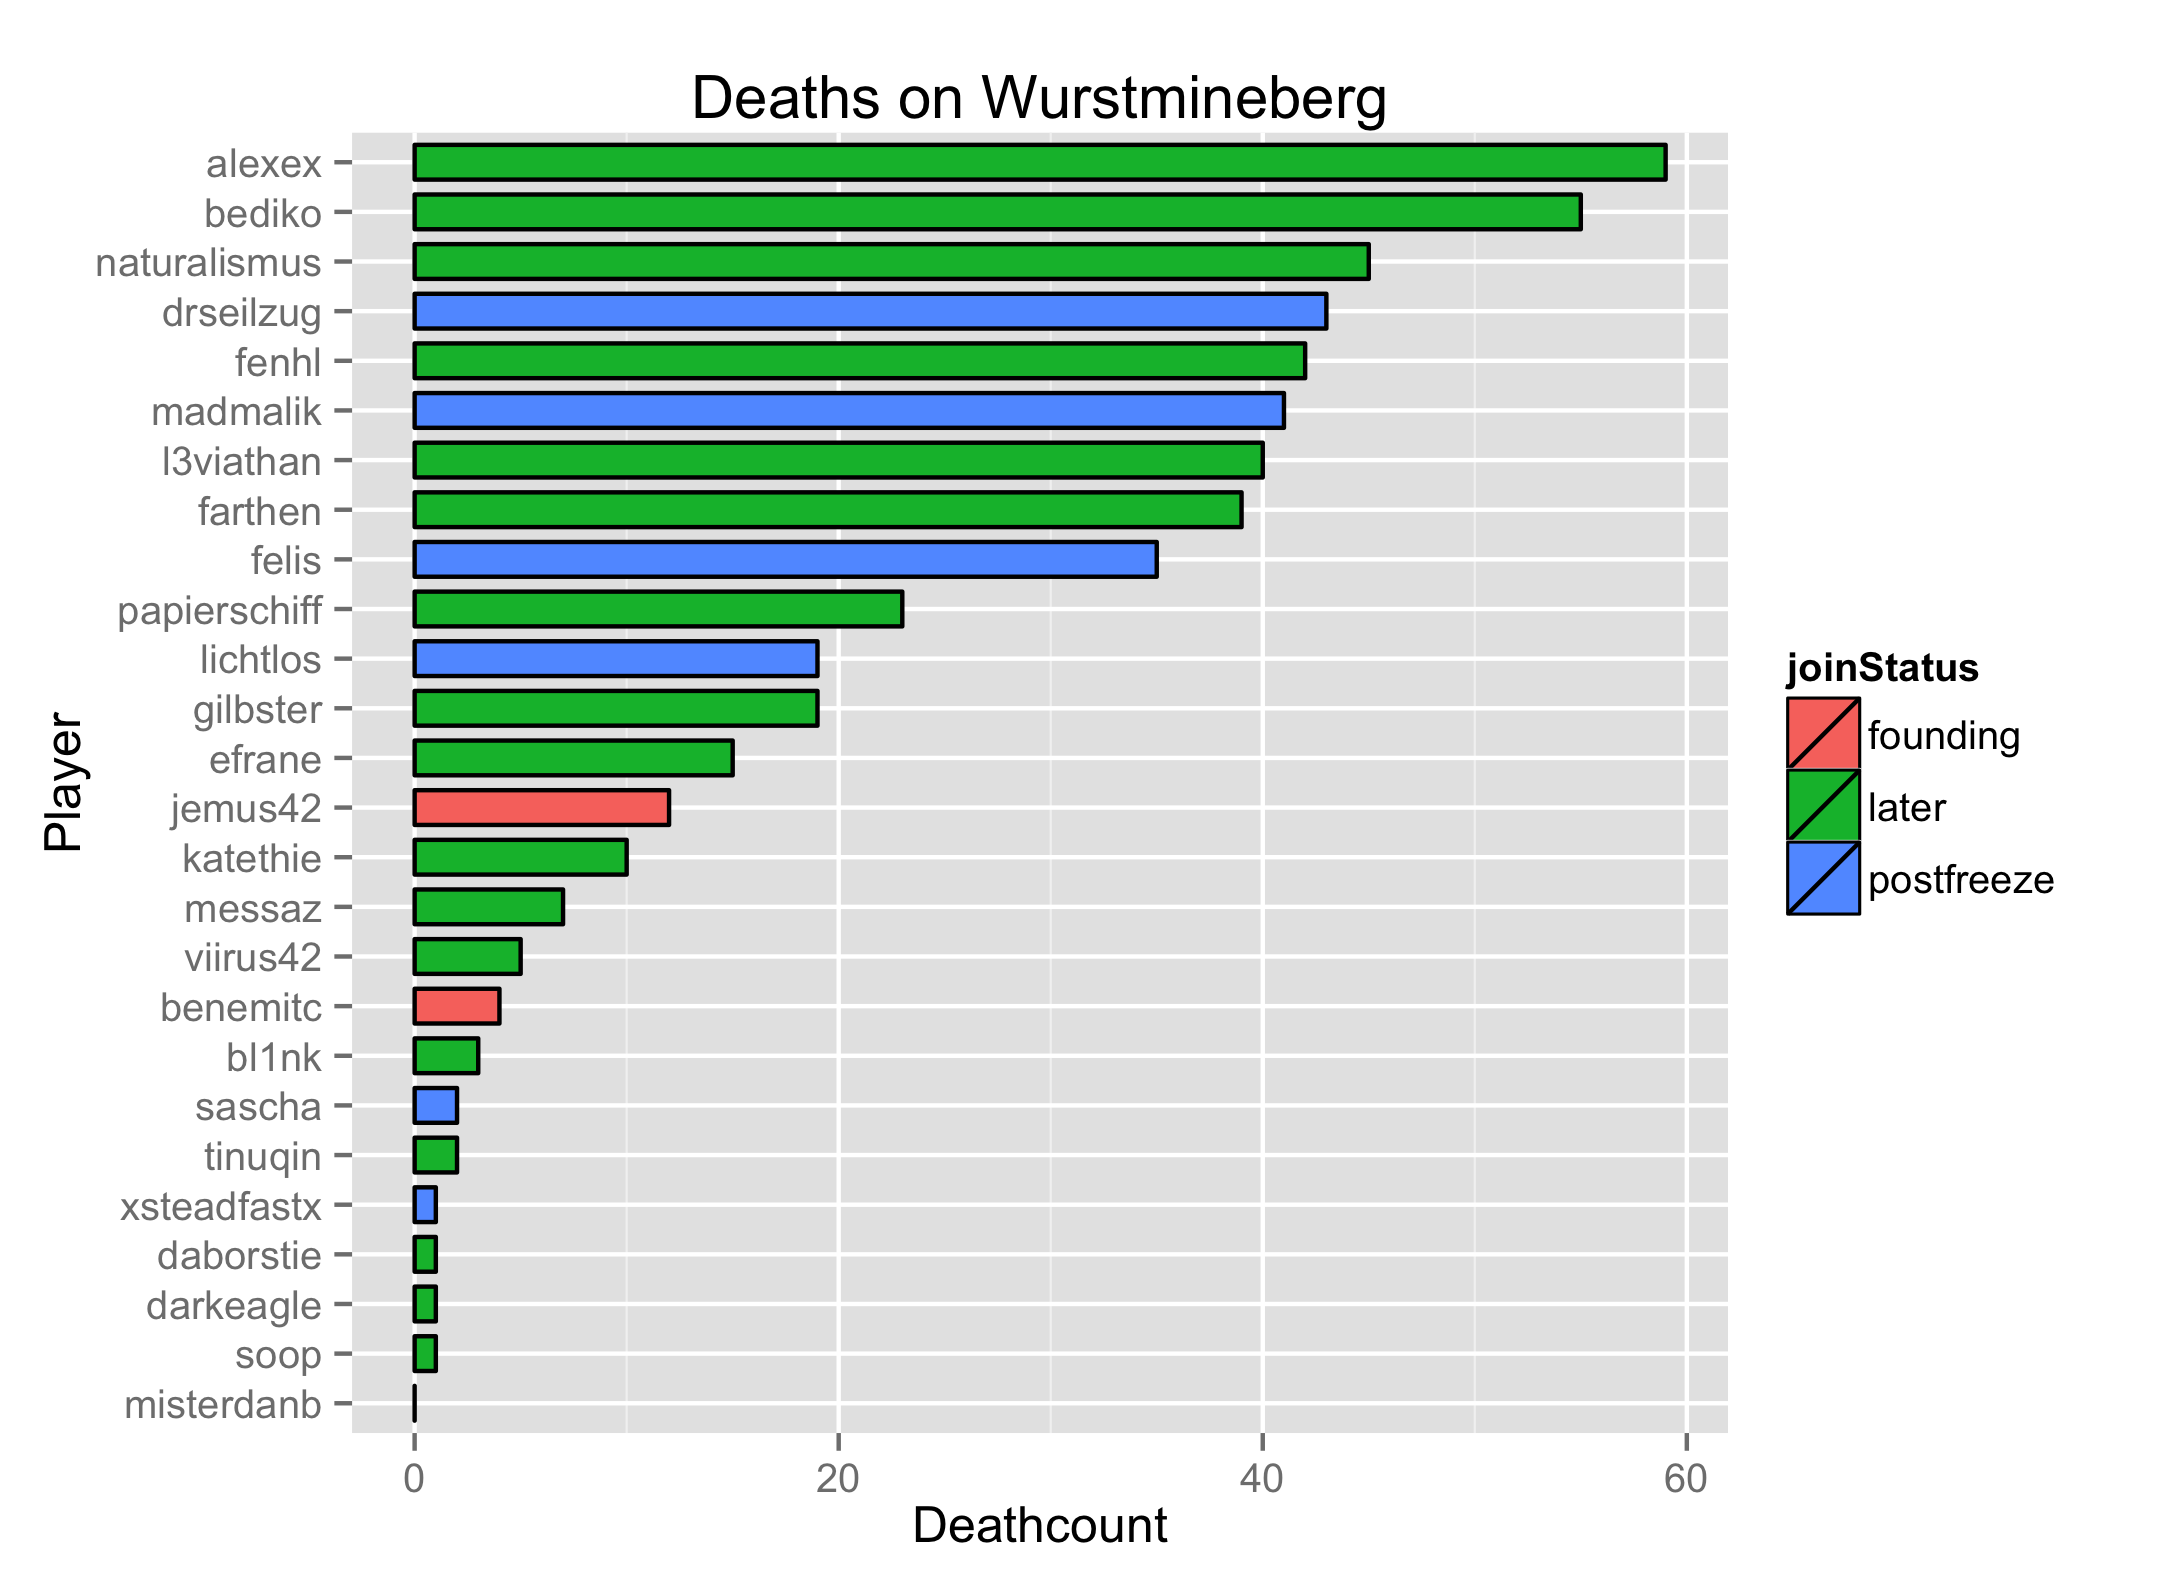 Deaths on Wurstmineberg
Player
alexex
bediko
naturalismus
drseilzug
fenhl
madmalik
l3viathan
farthen
felis
papierschiff
lichtlos
gilbster
efrane
jemus42
katethie
messaz
viirus42
benemitc
bl1nk
sascha
tinuqin
xsteadfastx
daborstie
darkeagle
soop
misterdanb
0 20 40 60
Deathcount
joinStatus
founding
later
postfreeze